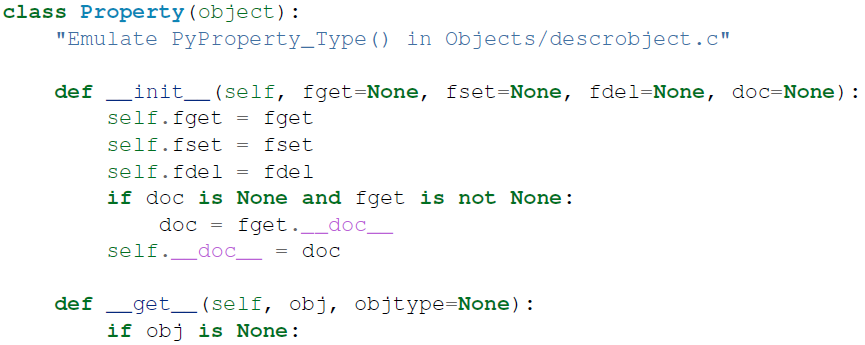 class Property(object):
    "Emulate PyProperty_Type() in Objects/descrobject.c"

    def __init__(self, fget=None, fset=None, fdel=None, doc=None):
        self.fget = fget
        self.fset = fset
        self.fdel = fdel
        if doc is None and fget is not None:
            doc = fget.__doc__
        self.__doc__ = doc

    def __get__(self, obj, objtype=None):
        if obj is None: